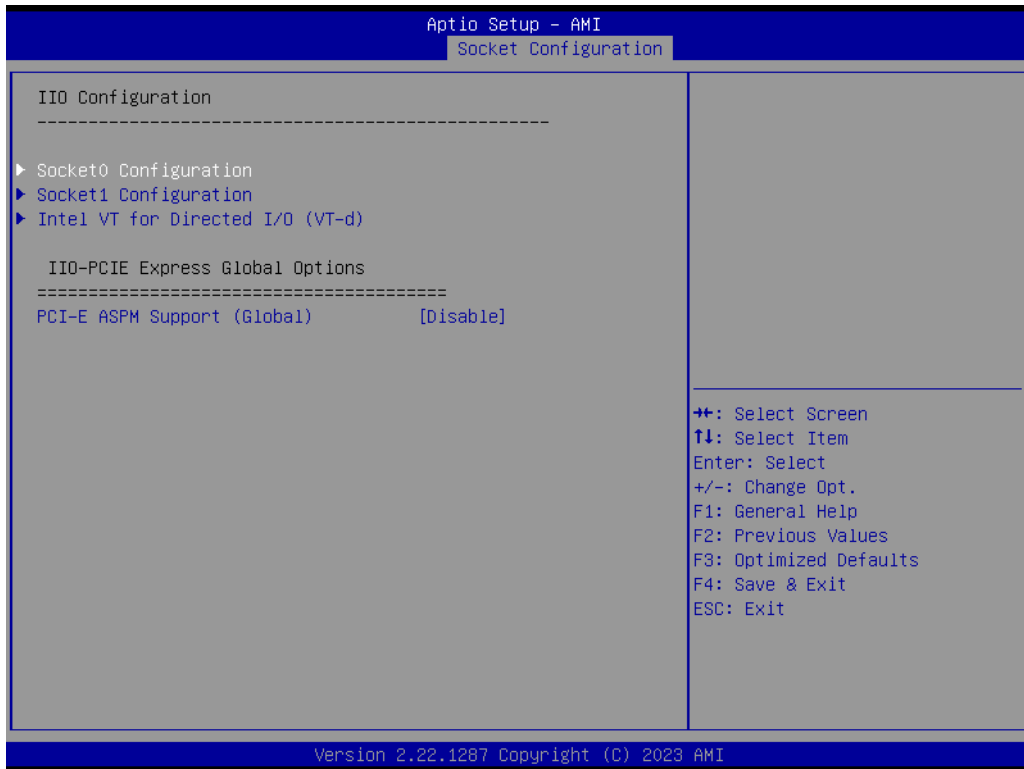 Aptio Setup – AMI
Socket Configuration
IIO Configuration
--------------------------------------------------
Socket0 Configuration
Socket1 Configuration
Intel VT for Directed I/O (VT-d)
IIO-PCIE Express Global Options
========================================
PCI-E ASPM Support (Global) [Disable]
→←: Select Screen
↑↓: Select Item
Enter: Select
+/-: Change Opt.
F1: General Help
F2: Previous Values
F3: Optimized Defaults
F4: Save & Exit
ESC: Exit
Version 2.22.1287 Copyright (C) 2023 AMI